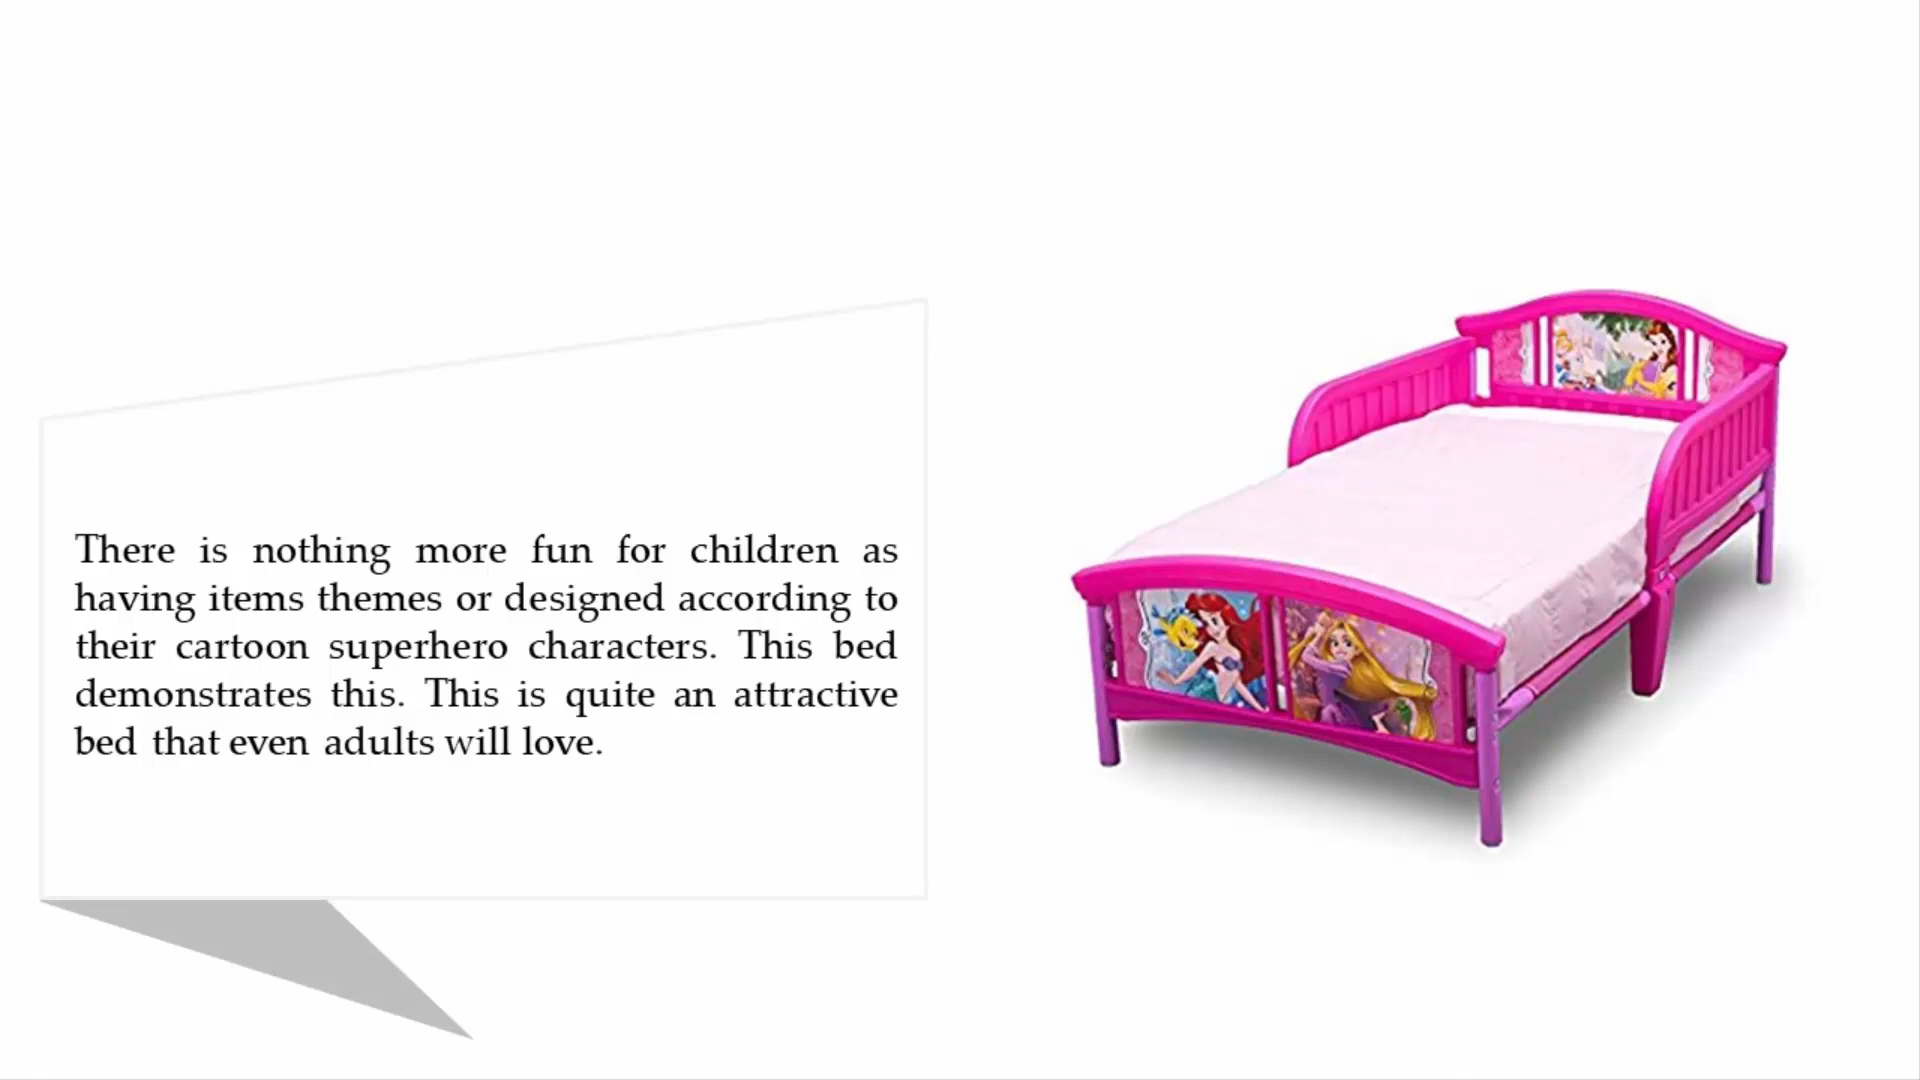 There is nothing more fun for children as
having items themes or designed according to
their cartoon superhero characters. This bed
demonstrates this. This is quite an attractive
bed that even adults will love.